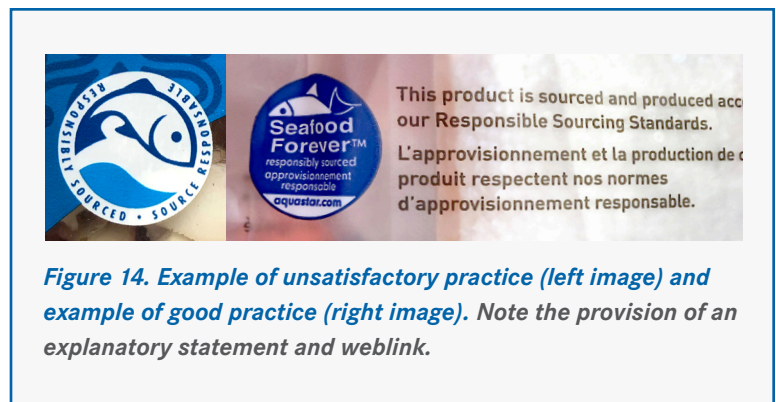 RESPONSIBLY SOURCED • SOURCE RESPONSABLE
Seafood
Forever™
responsibly sourced
approvisionnement
responsable
aquastar.com
This product is sourced and produced
our Responsible Sourcing Standards.
L'approvisionnement et la production de
produit respectent nos normes
d'approvisionnement responsable.
Figure 14. Example of unsatisfactory practice (left image) and
example of good practice (right image). Note the provision of an
explanatory statement and weblink.